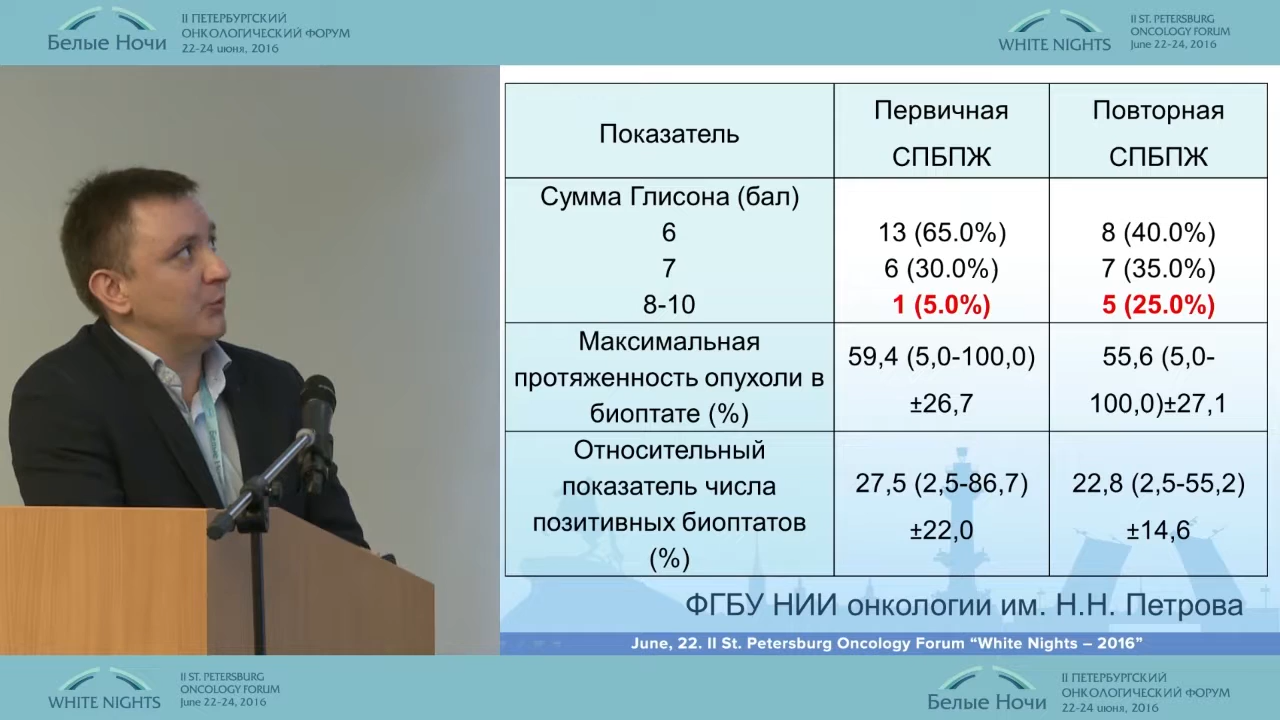 Белые Ночи
II ПЕТЕРБУРГСКИЙ
ОНКОЛОГИЧЕСКИЙ ФОРУМ
22-24 июня, 2016
WHITE NIGHTS
II ST. PETERSBURG
ONCOLOGY FORUM
June 22-24, 2016
Показатель
Первичная
СПБПЖ
Повторная
СПБПЖ
Сумма Глисона (бал)
6
13 (65.0%)
8 (40.0%)
7
6 (30.0%)
7 (35.0%)
8-10
1 (5.0%)
5 (25.0%)
Максимальная
протяженность опухоли в
биоптате (%)
59,4 (5,0-100,0)
±26,7
55,6 (5,0-
100,0)±27,1
Относительный
показатель числа
позитивных биоптатов
(%)
27,5 (2,5-86,7)
±22,0
22,8 (2,5-55,2)
±14,6
ФГБУ НИИ онкологии им. Н.Н. Петрова
June, 22. II St. Petersburg Oncology Forum “White Nights – 2016”
WHITE NIGHTS
II ST. PETERSBURG
ONCOLOGY FORUM
June 22-24, 2016
Белые Ночи
II ПЕТЕРБУРГСКИЙ
ОНКОЛОГИЧЕСКИЙ ФОРУМ
22-24 июня, 2016